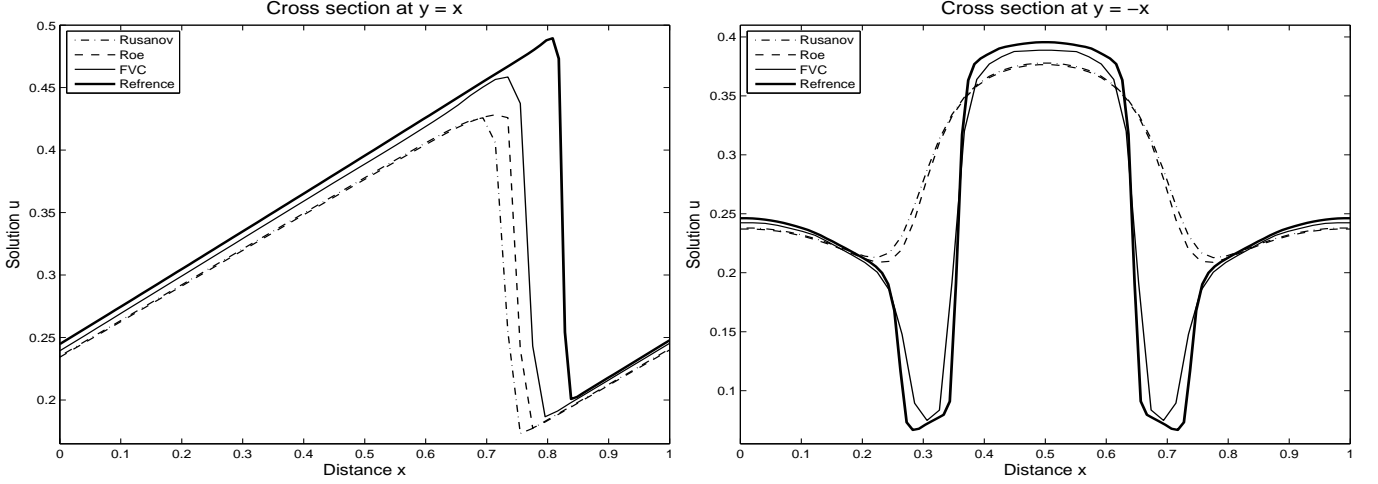 Cross section at y = x
0.5
0.45
0.4
0.35
0.3
0.25
0.2
Solution u
Rusanov
Roe
FVC
Refrence
0 0.1 0.2 0.3 0.4 0.5 0.6 0.7 0.8 0.9 1
Distance x
Cross section at y = −x
0.4
0.35
0.3
0.25
0.2
0.15
0.1
Solution u
Rusanov
Roe
FVC
Refrence
0 0.1 0.2 0.3 0.4 0.5 0.6 0.7 0.8 0.9 1
Distance x